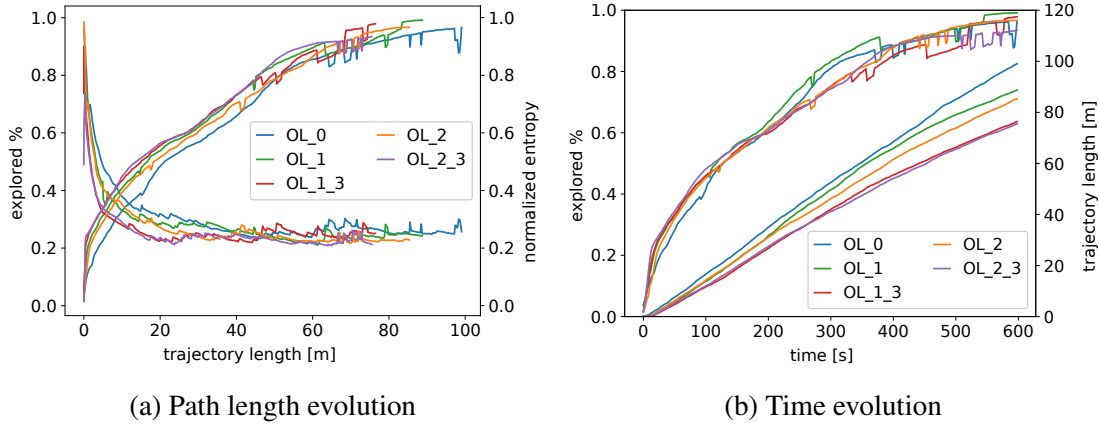 1.0
0.8
0.6
0.4
0.2
0.0
explored %
0
20
40
60
80
100
trajectory length [m]
1.0
0.8
0.6
0.4
0.2
0.0
normalized entropy
OL_0
OL_1
OL_1_3
OL_2
OL_2_3
(a) Path length evolution
1.0
0.8
0.6
0.4
0.2
0.0
explored %
0
100
200
300
400
500
600
time [s]
120
100
80
60
40
20
0
trajectory length [m]
OL_0
OL_1
OL_1_3
OL_2
OL_2_3
(b) Time evolution